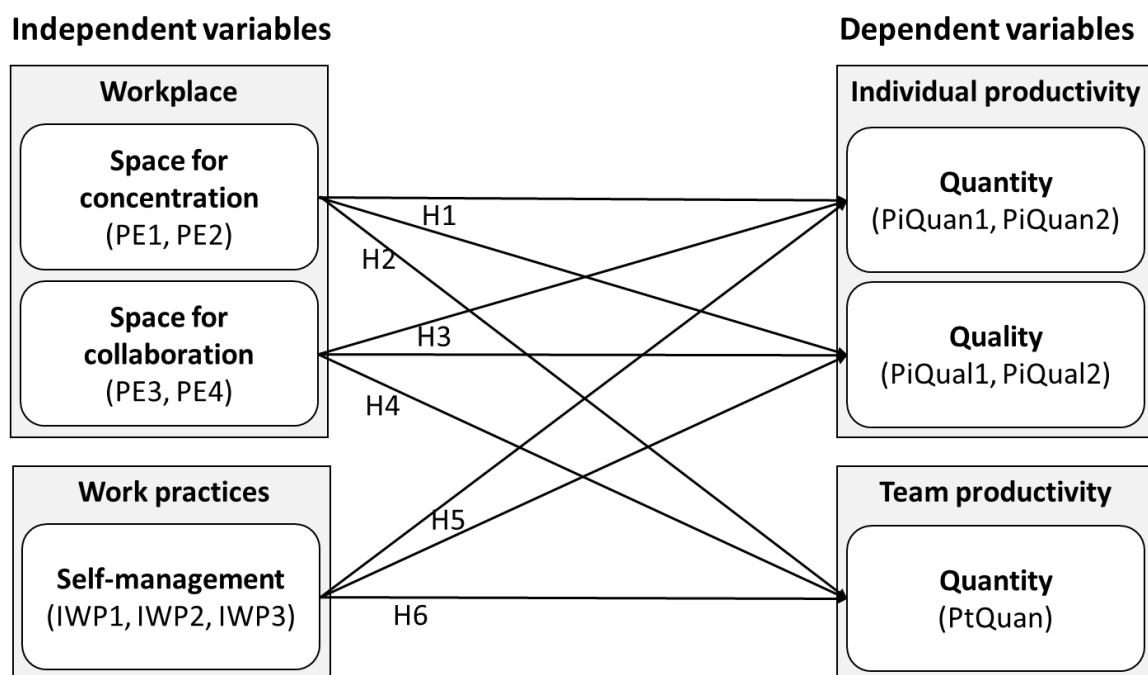 Independent variables
Workplace
Space for
concentration
(PE1, PE2)
Space for
collaboration
(PE3, PE4)
Work practices
Self-management
(IWP1, IWP2, IWP3)
H1
H2
H3
H4
H5
H6
Dependent variables
Individual productivity
Quantity
(PiQuan1, PiQuan2)
Quality
(PiQual1, PiQual2)
Team productivity
Quantity
(PtQuan)